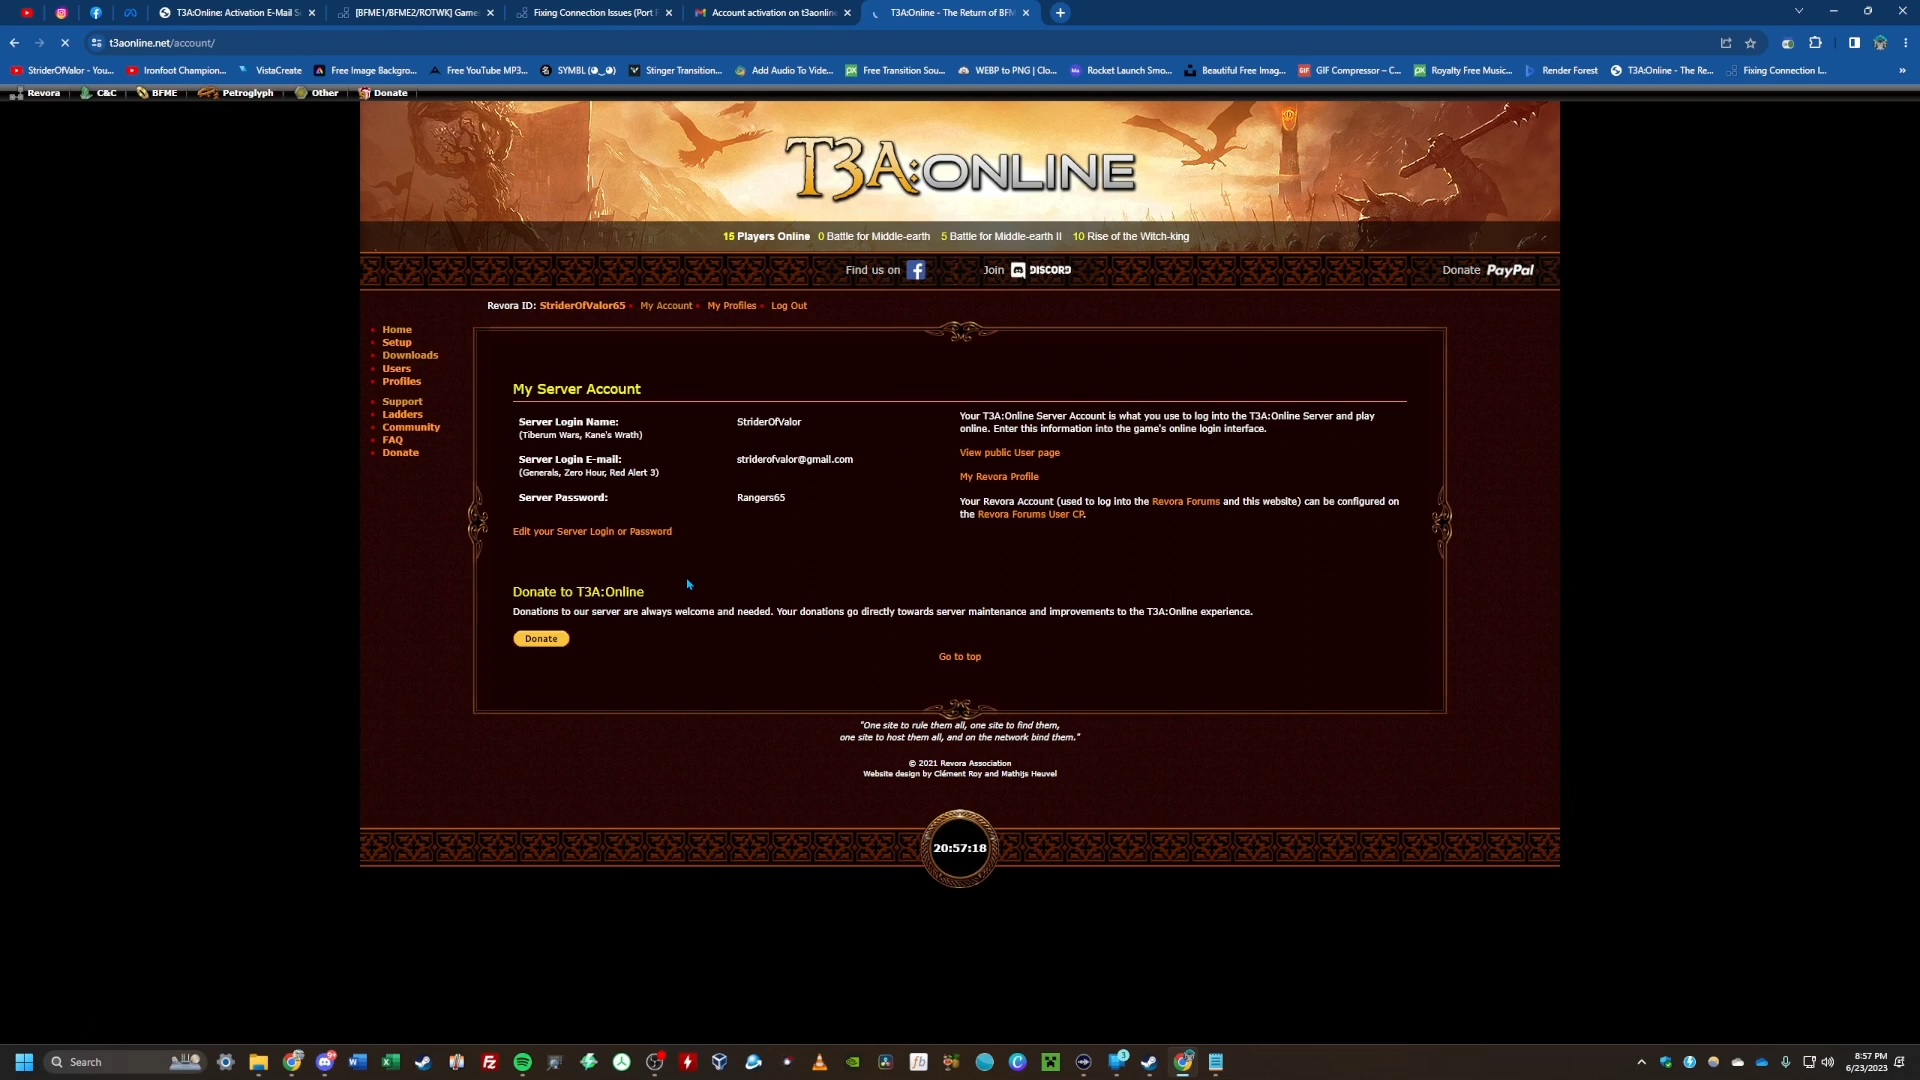 T3A:Online: Activation E-Mail S
[BFME1/BFME2/ROTWK] Game
Fixing Connection Issues (Port F
Account activation on t3aonline
T3A:Online - The Return of BFM
t3aonline.net/account/
StriderOfValor - You...
Ironfoot Champion...
VistaCreate
Free Image Backgro...
Free YouTube MP3...
SYMBL (◕‿◕)
Stinger Transition...
Add Audio To Vide...
Free Transition Sou...
WEBP to PNG | Clo...
Rocket Launch Smo...
Beautiful Free Imag...
GIF Compressor – C...
Royalty Free Music...
Render Forest
T3A:Online - The Re...
Fixing Connection I...
»
Revora
C&C
BFME
Petroglyph
Other
Donate
T3A:ONLINE
15 Players Online 0 Battle for Middle-earth 5 Battle for Middle-earth II 10 Rise of the Witch-king
Find us on
Join DISCORD
Donate PayPal
Revora ID: StriderOfValor65 My Account My Profiles Log Out
Home
Setup
Downloads
Users
Profiles
Support
Ladders
Community
FAQ
Donate
My Server Account
Server Login Name: StriderOfValor
(Tiberum Wars, Kane's Wrath)
Server Login E-mail: striderofvalor@gmail.com
(Generals, Zero Hour, Red Alert 3)
Server Password: Rangers65
Edit your Server Login or Password
Your T3A:Online Server Account is what you use to log into the T3A:Online Server and play
online. Enter this information into the game's online login interface.
View public User page
My Revora Profile
Your Revora Account (used to log into the Revora Forums and this website) can be configured on
the Revora Forums User CP.
Donate to T3A:Online
Donations to our server are always welcome and needed. Your donations go directly towards server maintenance and improvements to the T3A:Online experience.
Donate
Go to top
"One site to rule them all, one site to find them,
one site to host them all, and on the network bind them."
© 2021 Revora Association
Website design by Clément Roy and Mathijs Heuvel
20:57:18
Search
8:57 PM
6/23/2023